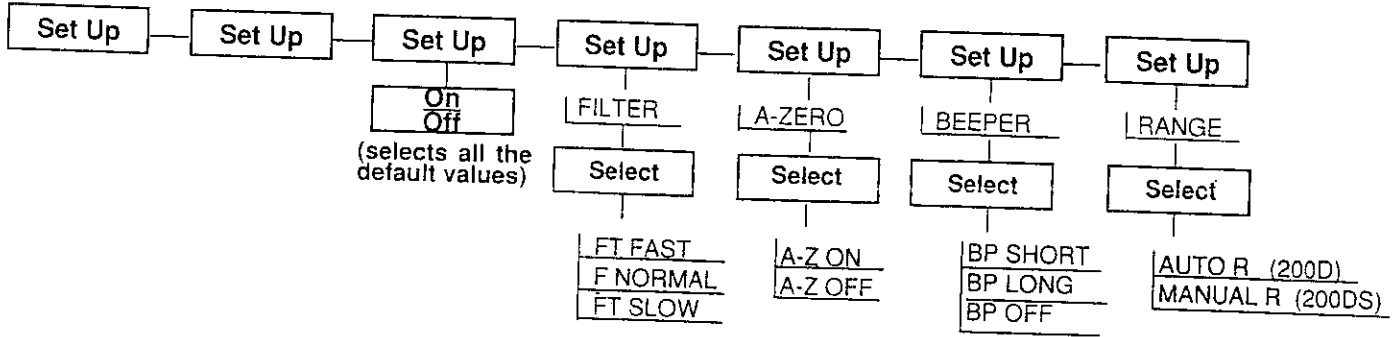 Set Up Set Up Set Up Set Up Set Up Set Up Set Up
On
Off
(selects all the
default values)
FILTER A-ZERO BEEPER RANGE
Select Select Select Select
FT FAST A-Z ON BP SHORT AUTO R (200D)
F NORMAL A-Z OFF BP LONG MANUAL R (200DS)
FT SLOW BP OFF